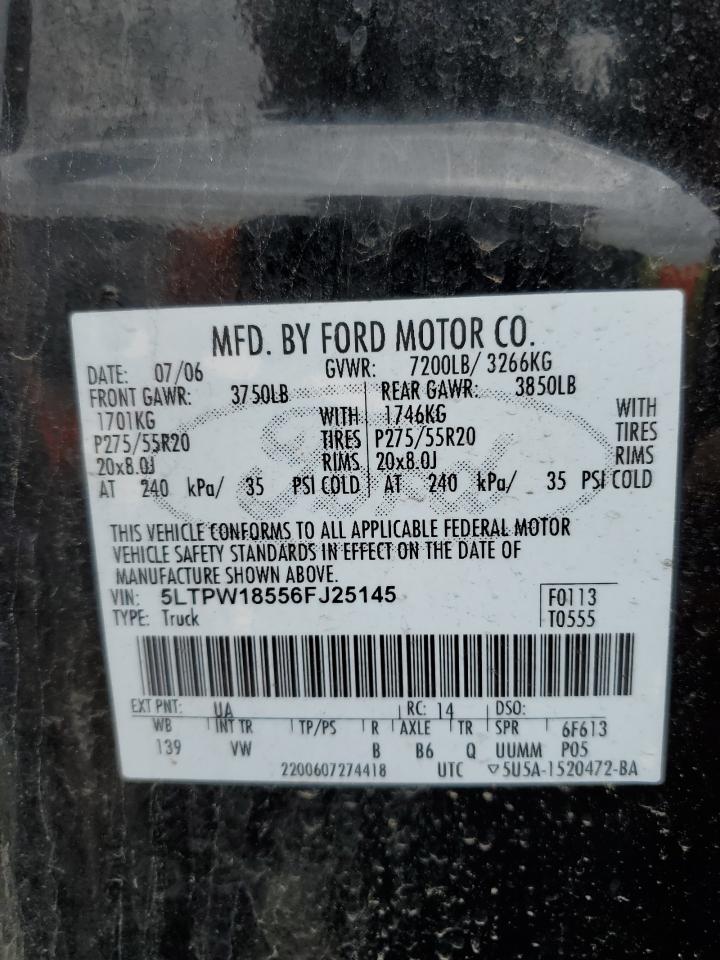 MFD. BY FORD MOTOR CO.
DATE: 07/06 GVWR: 7200LB/ 3266KG
FRONT GAWR: 3750LB REAR GAWR: 3850LB
1701KG WITH 1746KG WITH
P275/55R20 TIRES P275/55R20 TIRES
20x8.0J RIMS 20x8.0J RIMS
AT 240 kPa/ 35 PSI COLD AT 240 kPa/ 35 PSI COLD
THIS VEHICLE CONFORMS TO ALL APPLICABLE FEDERAL MOTOR
VEHICLE SAFETY STANDARDS IN EFFECT ON THE DATE OF
MANUFACTURE SHOWN ABOVE.
VIN: 5LTPW18556FJ25145 F0113
TYPE: Truck T0555
EXT PNT: UA RC: 14 DSO:
WB INT TR TP/PS R AXLE TR SPR 6F613
139 VW B B6 Q UUMM P05
2200607274418 UTC ▽5U5A-1520472-BA